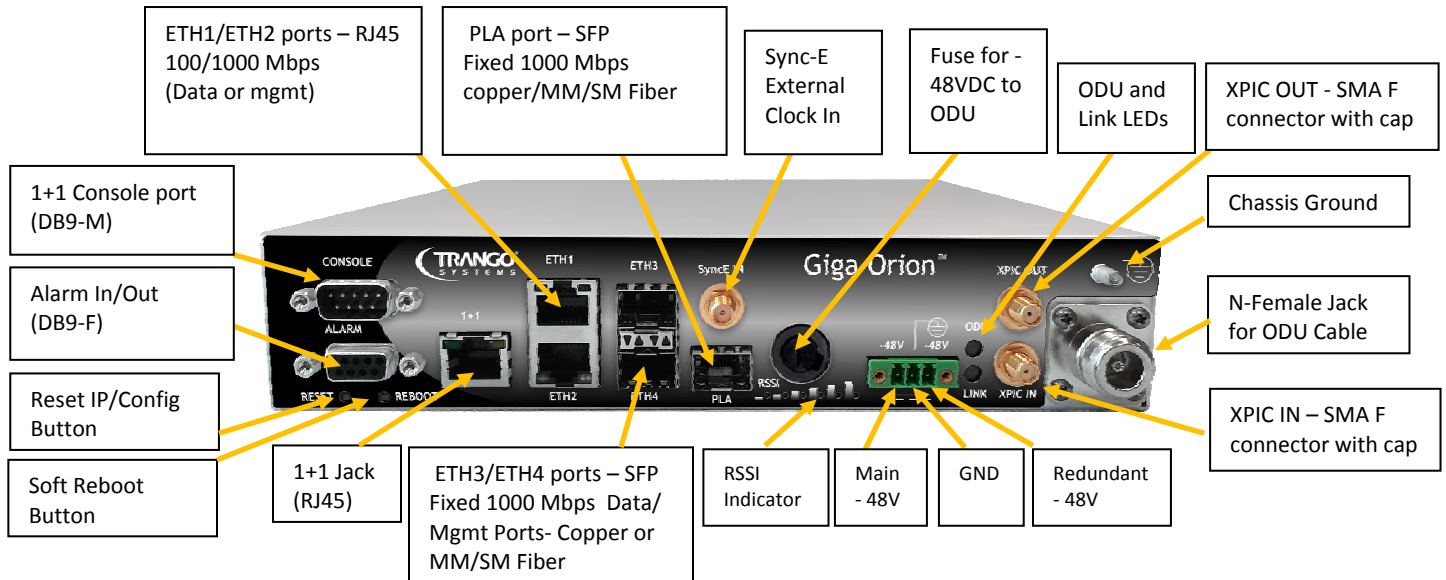 ETH1/ETH2 ports – RJ45
100/1000 Mbps
(Data or mgmt)
PLA port – SFP
Fixed 1000 Mbps
copper/MM/SM Fiber
Sync-E
External
Clock In
Fuse for -
48VDC to
ODU
ODU and
Link LEDs
XPIC OUT - SMA F
connector with cap
1+1 Console port
(DB9-M)
Chassis Ground
Alarm In/Out
(DB9-F)
N-Female Jack
for ODU Cable
Reset IP/Config
Button
XPIC IN – SMA F
connector with cap
Soft Reboot
Button
1+1 Jack
(RJ45)
ETH3/ETH4 ports – SFP
Fixed 1000 Mbps Data/
Mgmt Ports- Copper or
MM/SM Fiber
RSSI
Indicator
Main
- 48V
GND
Redundant
- 48V
CONSOLE
TRANGO
SYSTEMS
ETH1
ETH3
SyncE IN
Giga Orion™
XPIC OUT
ALARM
1+1
-48V
-48V
ODU
RESET
REBOOT
ETH2
ETH4
PLA
RSSI
LINK
XPIC IN